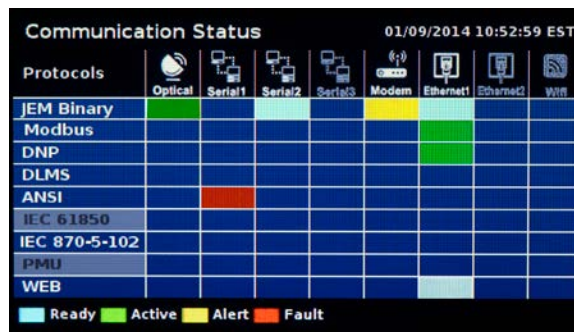 Communication Status 01/09/2014 10:52:59 EST
Protocols Optical Serial1 Serial2 Serial3 Modem Ethernet1 Ethernet2 Wifi
JEM Binary
Modbus
DNP
DLMS
ANSI
IEC 61850
IEC 870-5-102
PMU
WEB
Ready Active Alert Fault